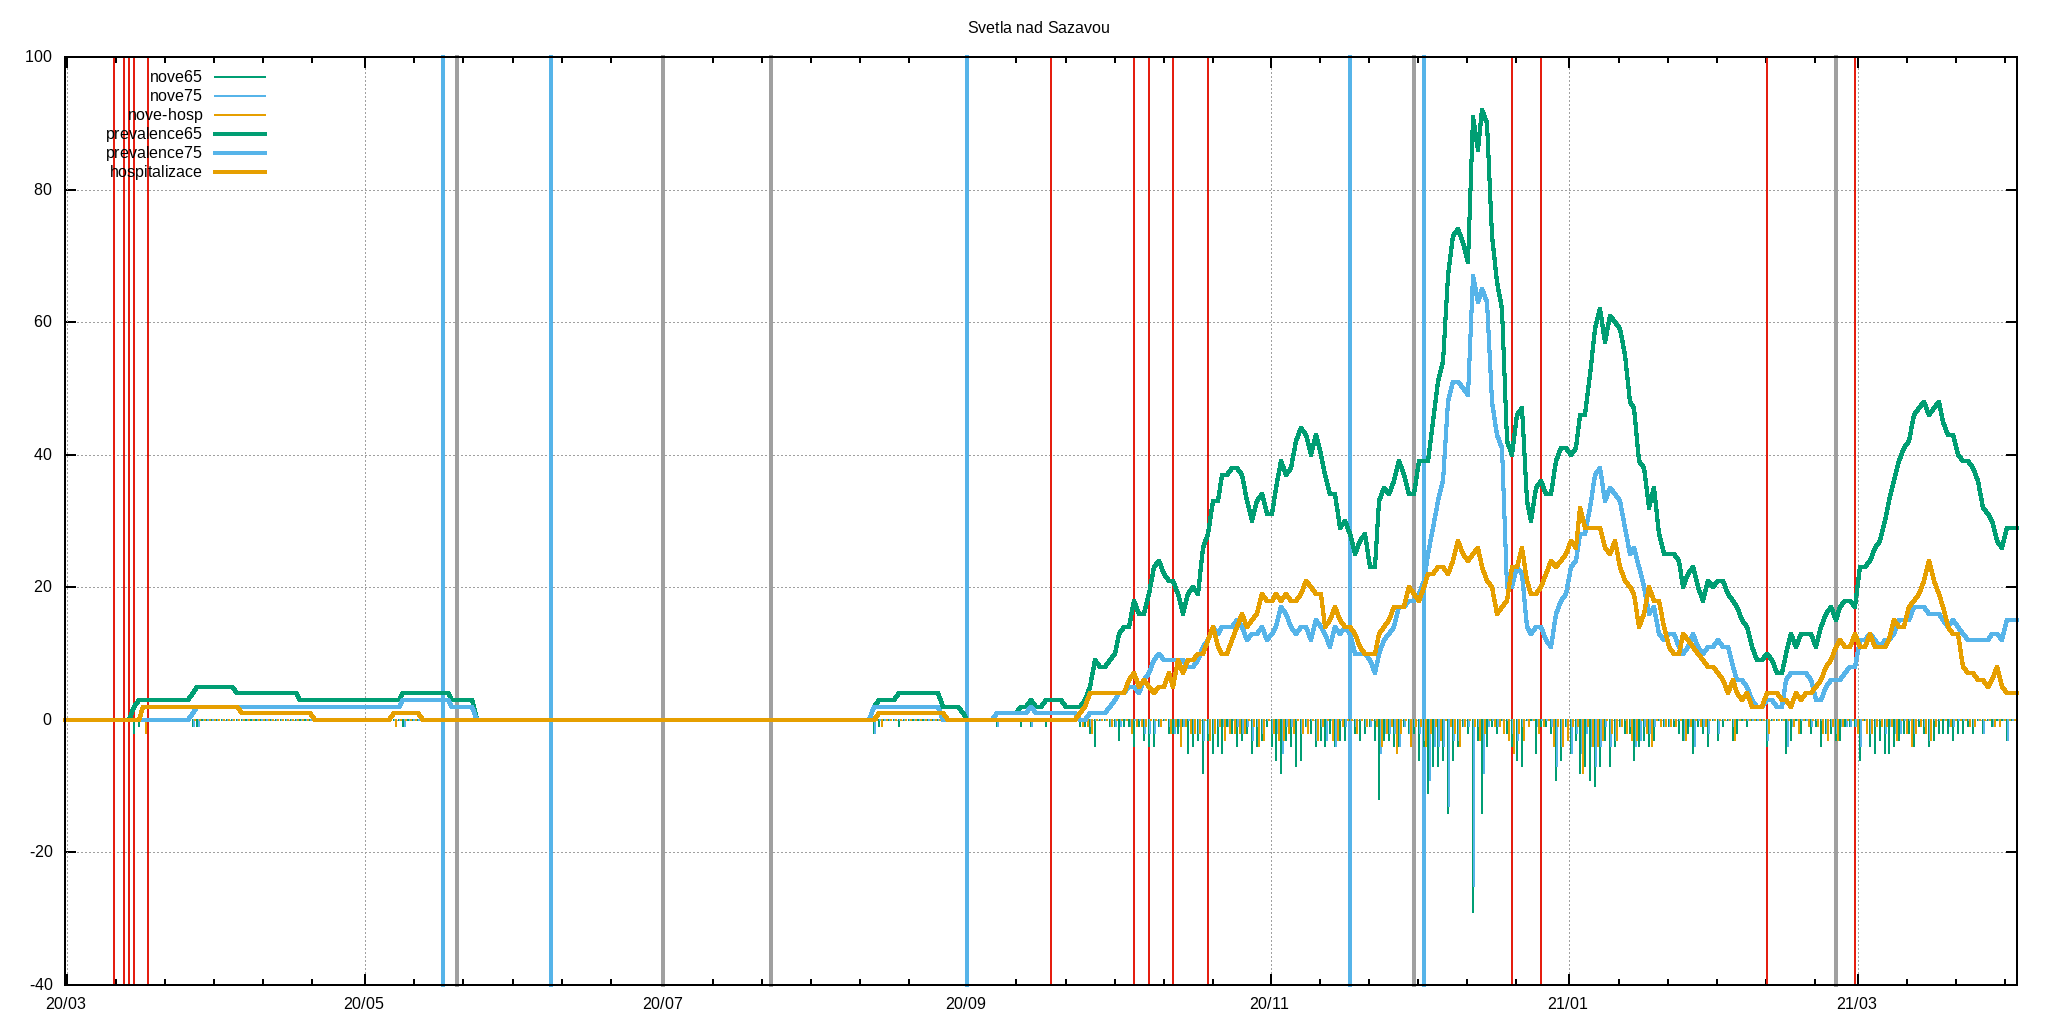 Svetla nad Sazavou
100
80
60
40
20
0
-20
-40
nove65
nove75
nove-hosp
prevalence65
prevalence75
hospitalizace
20/03 20/05 20/07 20/09 20/11 21/01 21/03